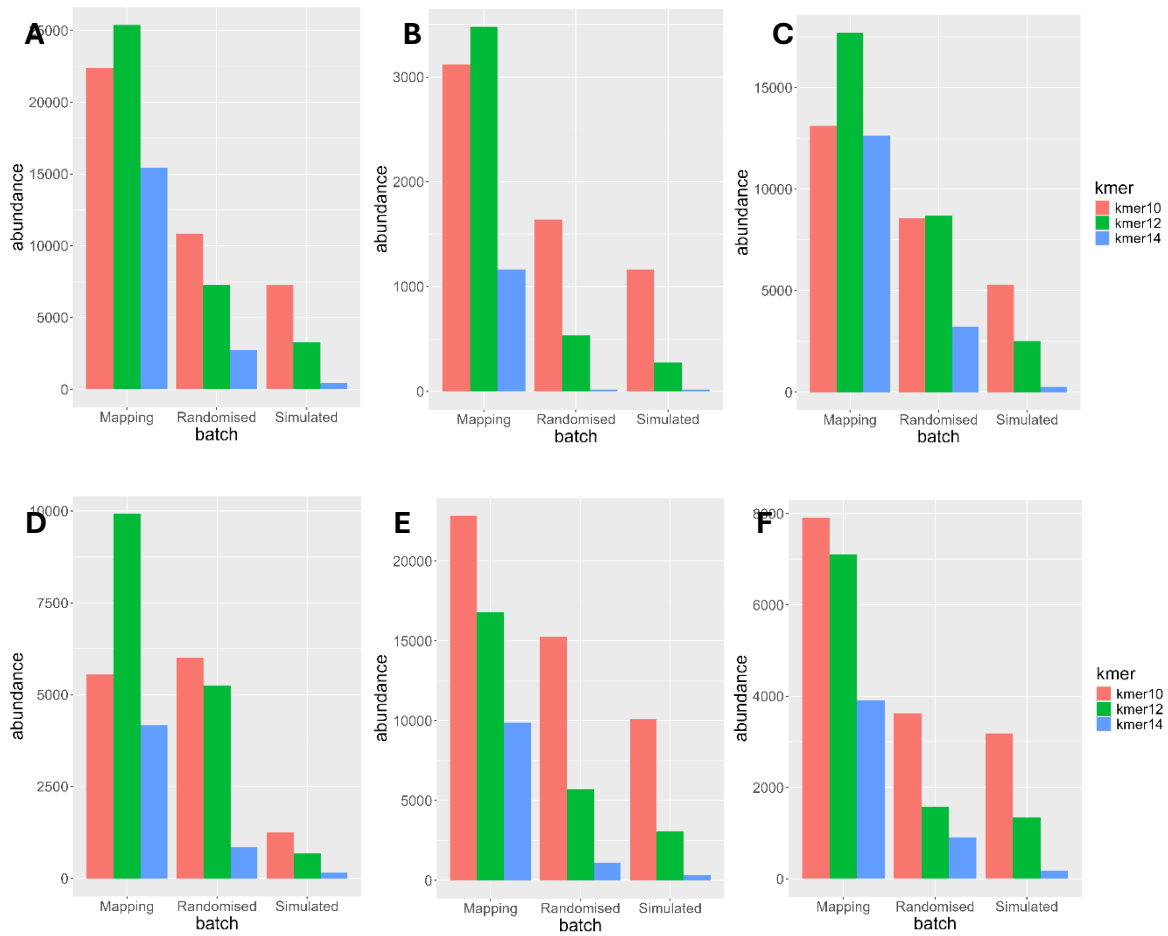 A
25000
20000
15000
10000
5000
0
abundance
Mapping Randomised Simulated
batch
B
3000
2000
1000
0
abundance
Mapping Randomised Simulated
batch
C
15000
10000
5000
0
abundance
Mapping Randomised Simulated
batch
kmer
kmer10
kmer12
kmer14
D
10000
7500
5000
2500
0
abundance
Mapping Randomised Simulated
batch
E
20000
15000
10000
5000
0
abundance
Mapping Randomised Simulated
batch
F
8000
6000
4000
2000
0
abundance
Mapping Randomised Simulated
batch
kmer
kmer10
kmer12
kmer14